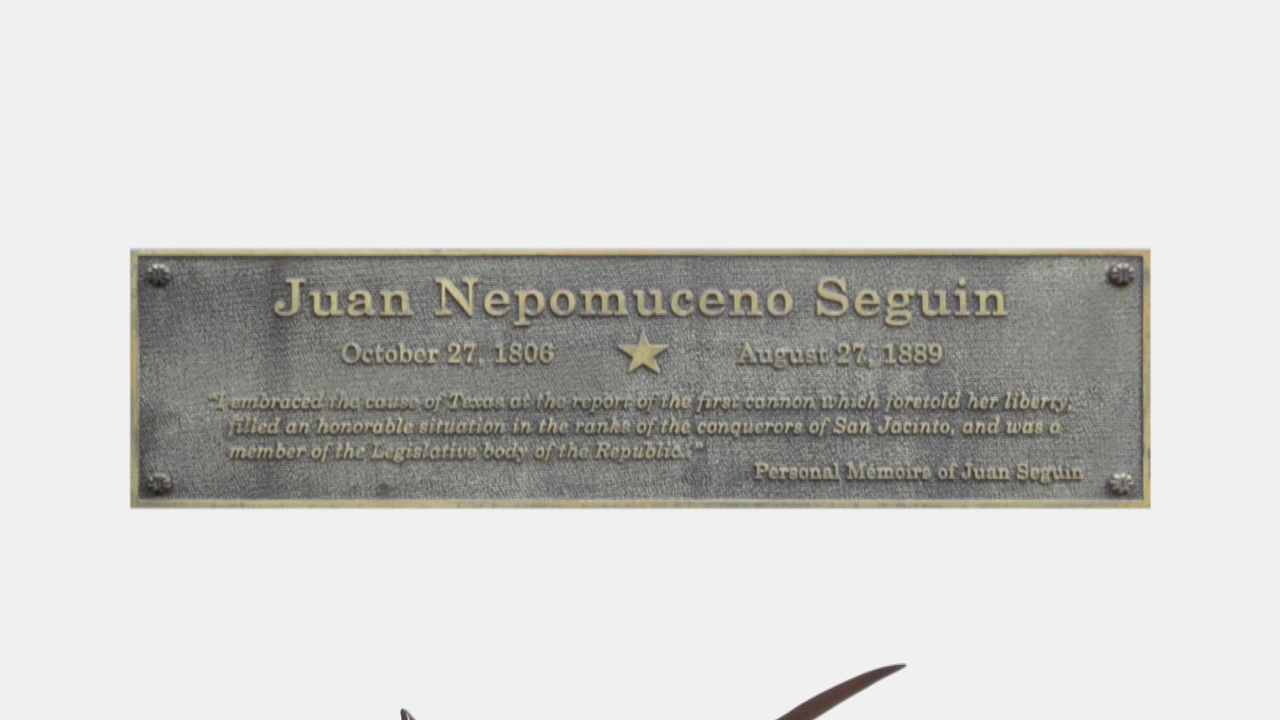 Juan Nepomuceno Seguin
October 27, 1806 August 27, 1889
"I embraced the cause of Texas at the report of the first cannon which foretold her liberty,
filled an honorable situation in the ranks of the conquerors of San Jacinto, and was a
member of the Legislative body of the Republic."
Personal Memoirs of Juan Seguin